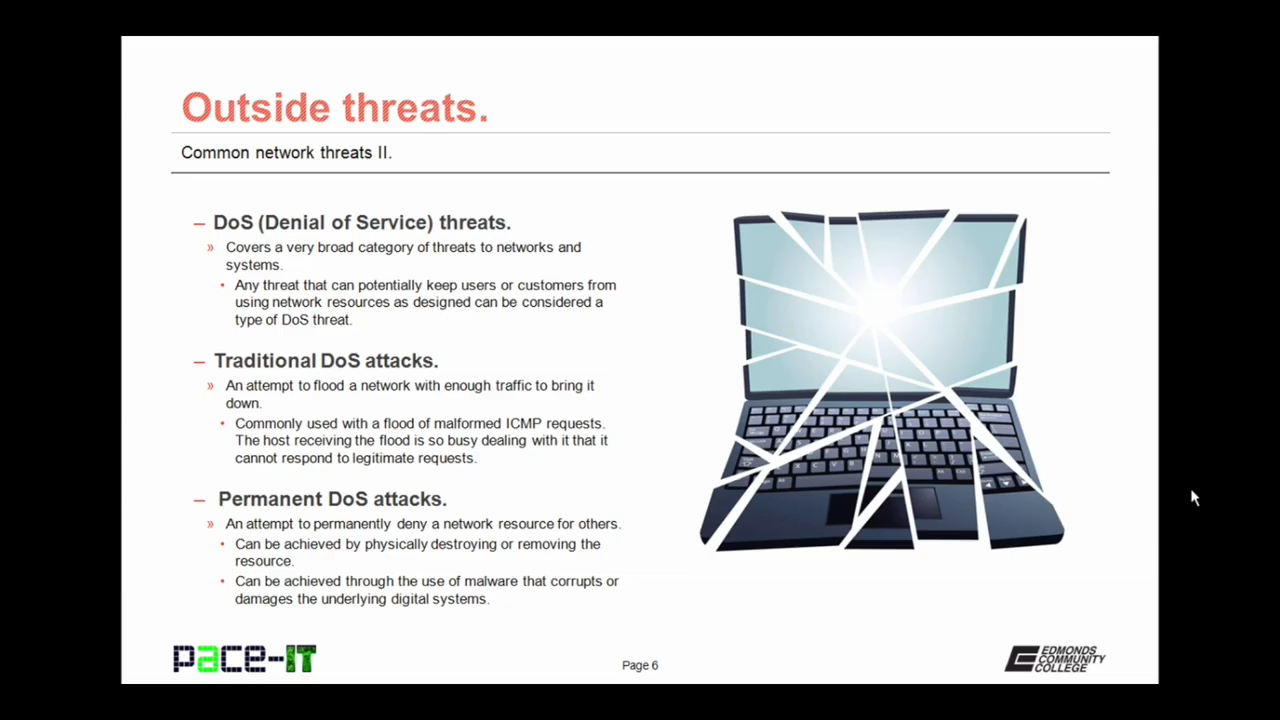 Outside threats.
Common network threats II.
– DoS (Denial of Service) threats.
» Covers a very broad category of threats to networks and
systems.
• Any threat that can potentially keep users or customers from
using network resources as designed can be considered a
type of DoS threat.
– Traditional DoS attacks.
» An attempt to flood a network with enough traffic to bring it
down.
• Commonly used with a flood of malformed ICMP requests.
The host receiving the flood is so busy dealing with it that it
cannot respond to legitimate requests.
– Permanent DoS attacks.
» An attempt to permanently deny a network resource for others.
• Can be achieved by physically destroying or removing the
resource.
• Can be achieved through the use of malware that corrupts or
damages the underlying digital systems.
pace-IT
Page 6
EDMONDS
COMMUNITY
COLLEGE